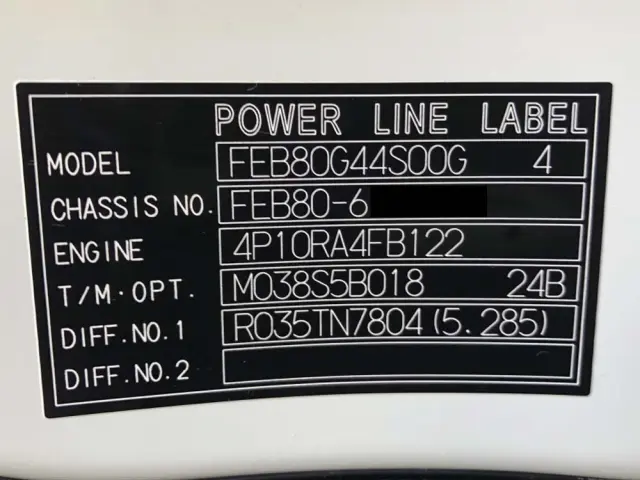 POWER LINE LABEL
MODEL FEB80G44S00G 4
CHASSIS NO. FEB80-6
ENGINE 4P10RA4FB122
T/M·OPT. M038S5B018 24B
DIFF.NO.1 R035TN7804(5.285)
DIFF.NO.2